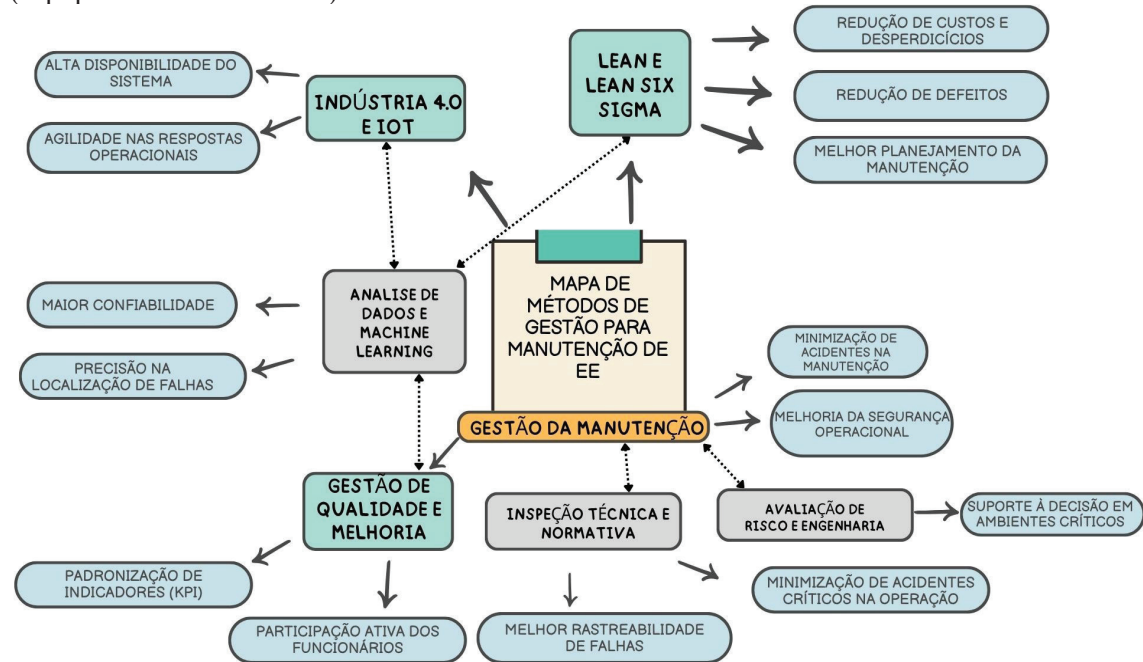 REDUÇÃO DE CUSTOS E
DESPERDICÍCIOS
LEAN E
LEAN SIX
SIGMA
ALTA DISPONIBILIDADE DO
SISTEMA
INDÚSTRIA 4.0
E IOT
REDUÇÃO DE DEFEITOS
AGILIDADE NAS RESPOSTAS
OPERACIONAIS
MELHOR PLANEJAMENTO DA
MANUTENÇÃO
MAPA DE
MÉTODOS DE
GESTÃO PARA
MANUTENÇÃO DE
EE
ANALISE DE
DADOS E
MACHINE
LEARNING
MAIOR CONFIABILIDADE
PRECISÃO NA
LOCALIZAÇÃO DE FALHAS
MINIMIZAÇÃO DE
ACIDENTES NA
MANUTENÇÃO
GESTÃO DA MANUTENÇÃO
MELHORIA DA SEGURANÇA
OPERACIONAL
GESTÃO DE
QUALIDADE E
MELHORIA
INSPEÇÃO TÉCNICA E
NORMATIVA
AVALIAÇÃO DE
RISCO E ENGENHARIA
SUPORTE À DECISÃO EM
AMBIENTES CRÍTICOS
PADRONIZAÇÃO DE
INDICADORES (KPI)
MINIMIZAÇÃO DE ACIDENTES
CRÍTICOS NA OPERAÇÃO
PARTICIPAÇÃO ATIVA DOS
FUNCIONÁRIOS
MELHOR RASTREABILIDADE
DE FALHAS